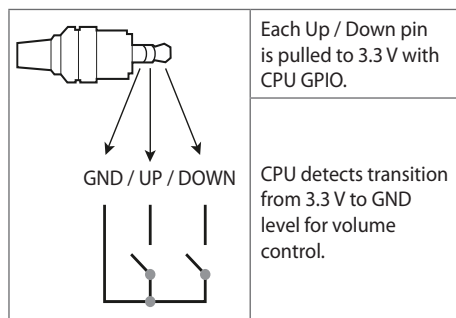 Each Up / Down pin
is pulled to 3.3 V with
CPU GPIO.
GND / UP / DOWN
CPU detects transition
from 3.3 V to GND
level for volume
control.